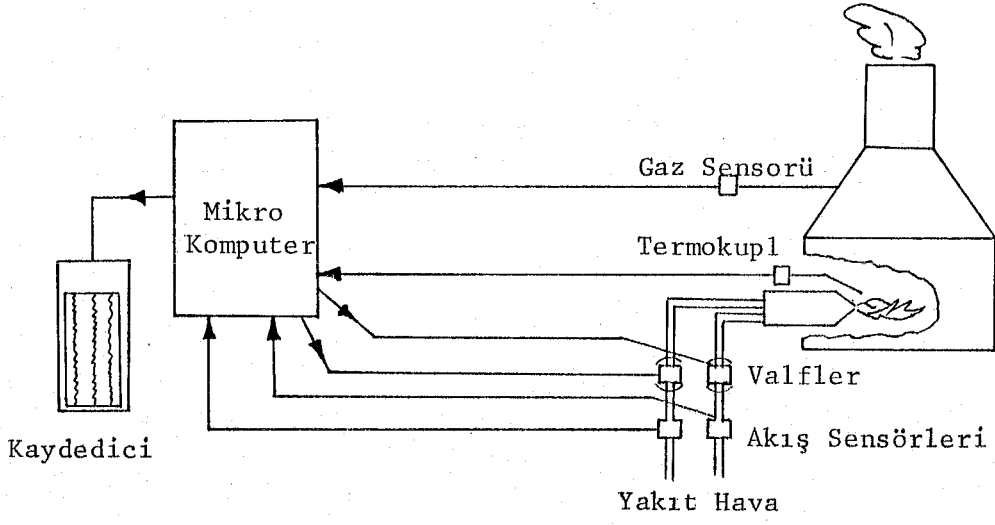 Gaz Sensorü
Mikro
Komputer
Termokupl
Valfler
Kaydedici
Akış Sensörleri
Yakıt Hava